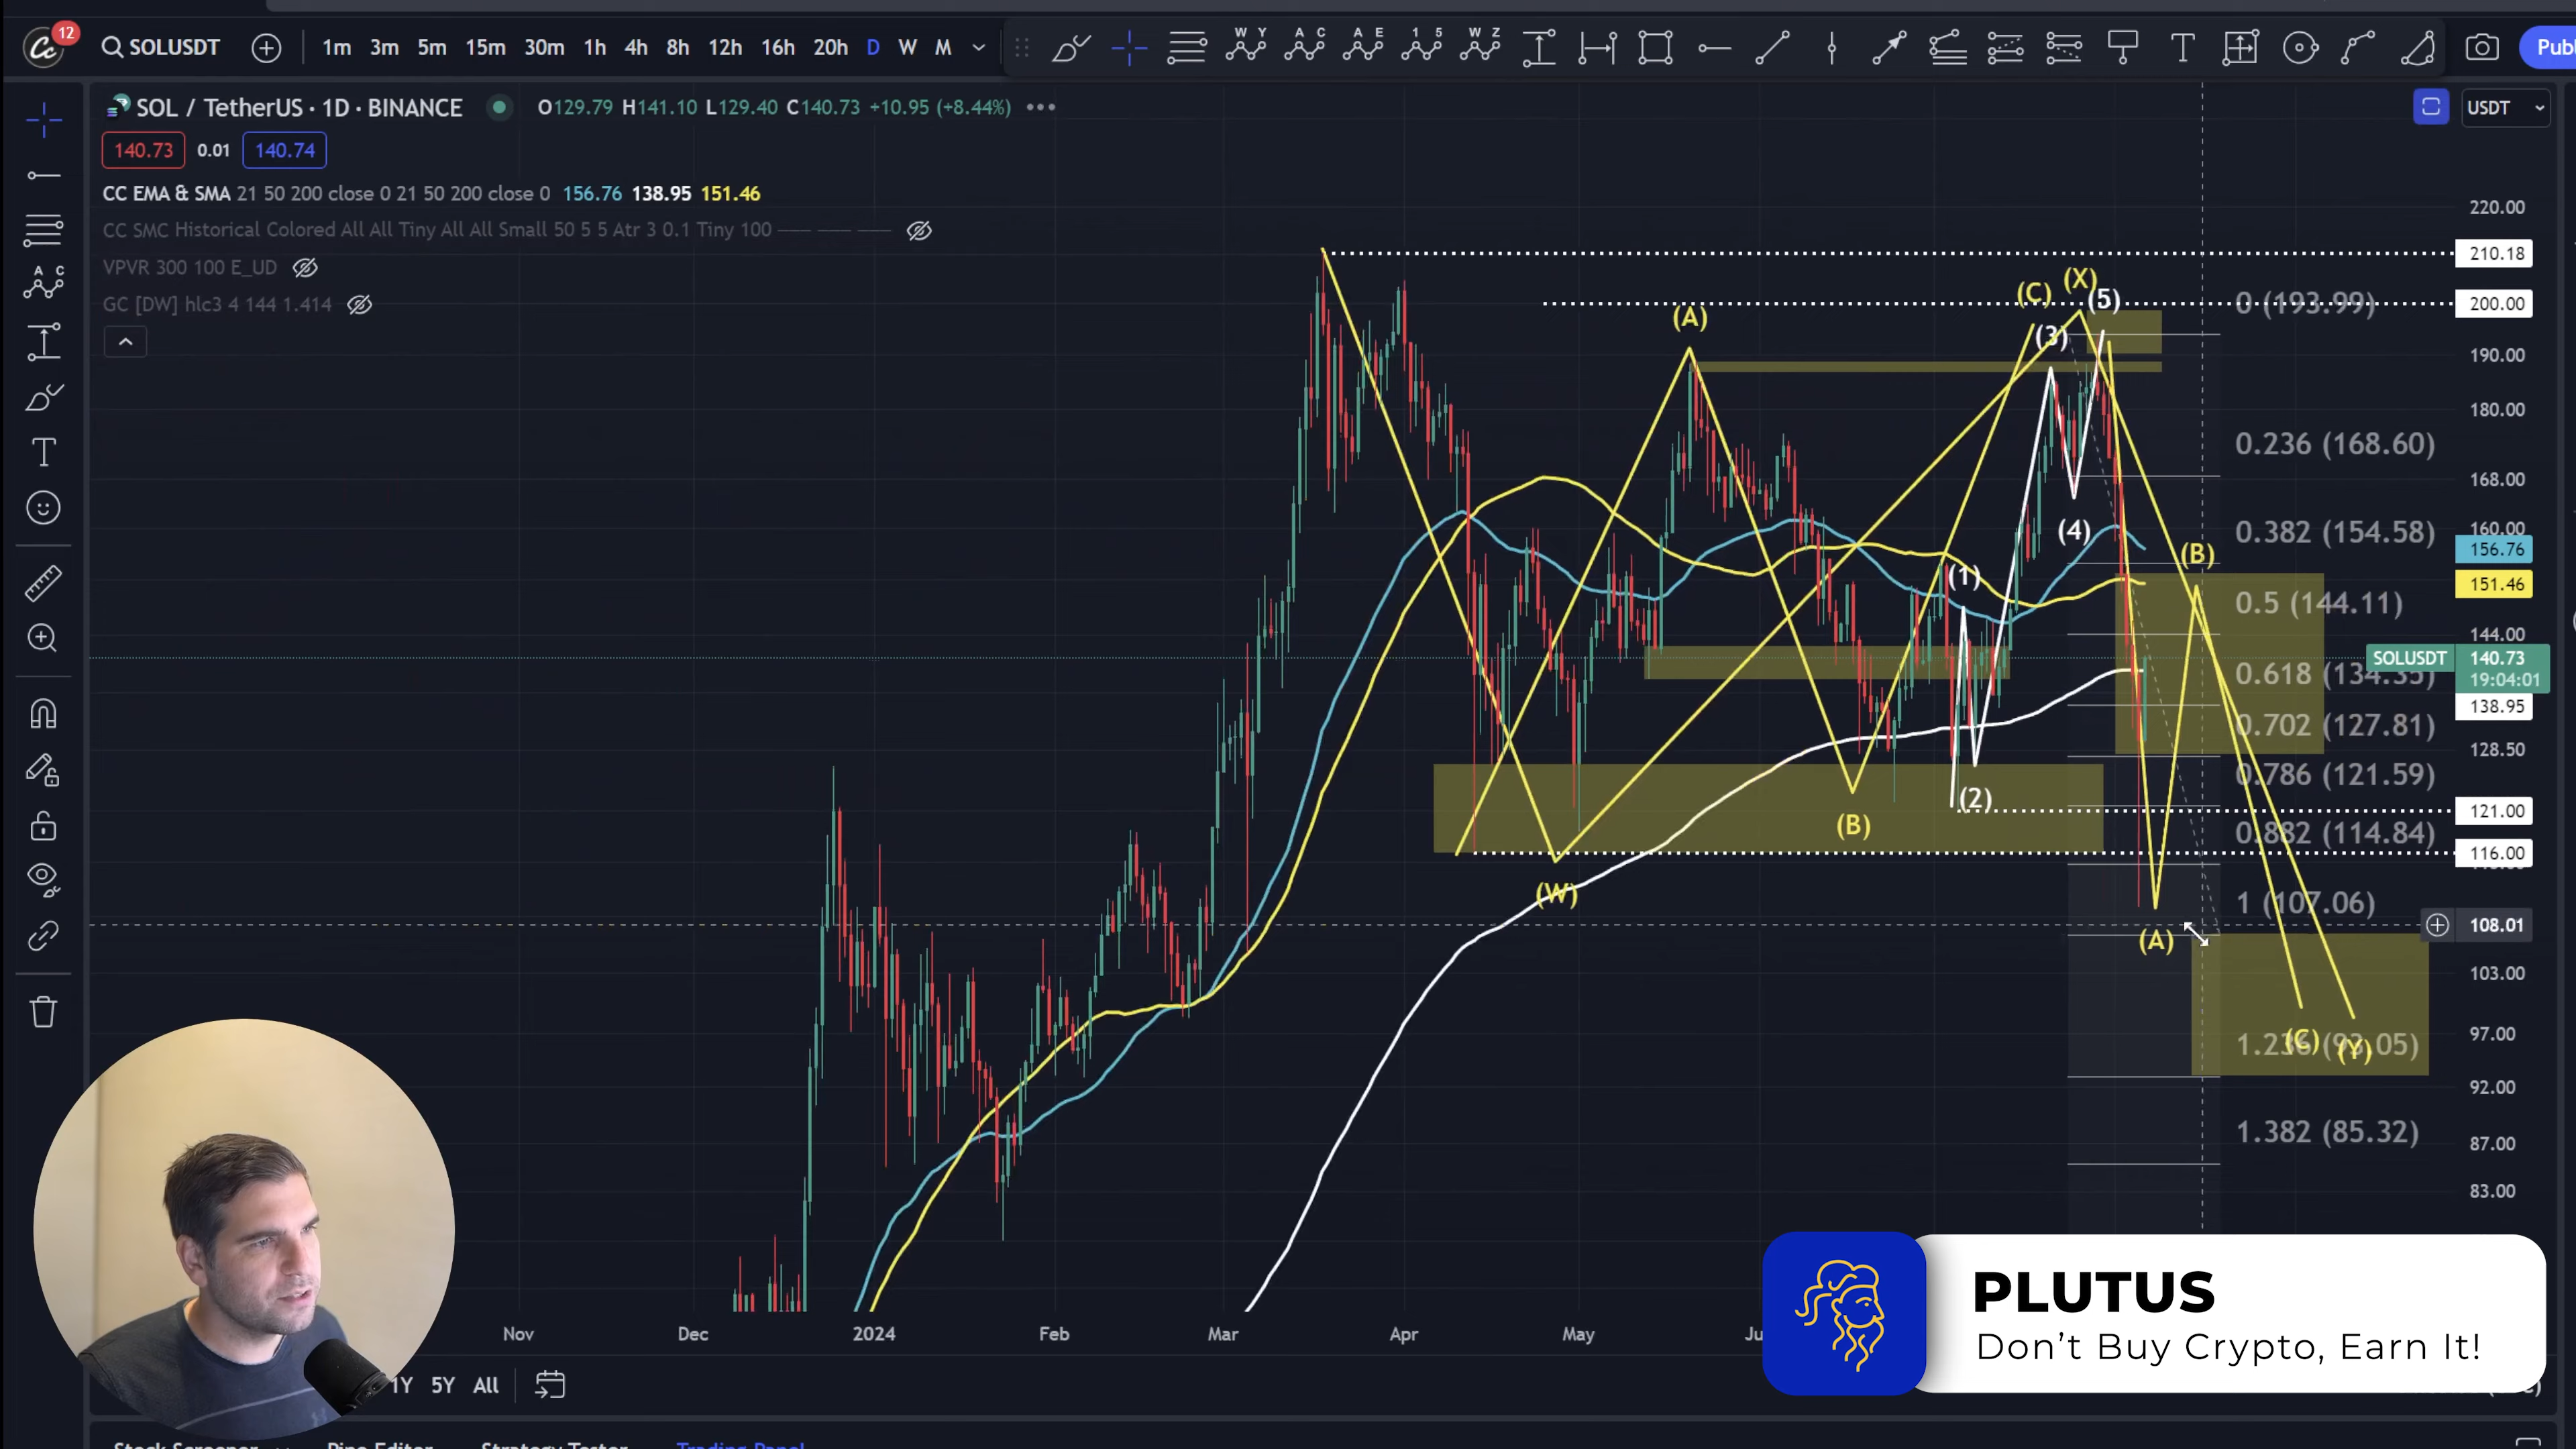 12
SOLUSDT
1m 3m 5m 15m 30m 1h 4h 8h 12h 16h 20h D W M
W Y
A C
A E
1 5
W Z
T
Publ
SOL / TetherUS · 1D · BINANCE
O129.79 H141.10 L129.40 C140.73 +10.95 (+8.44%)
USDT
140.73 0.01 140.74
CC EMA & SMA 21 50 200 close 0 21 50 200 close 0 156.76 138.95 151.46
CC SMC Historical Colored All All Tiny All All Small 50 5 5 Atr 3 0.1 Tiny 100
VPVR 300 100 E_UD
GC [DW] hlc3 4 144 1.414
A C
T
220.00
210.18
200.00
190.00
180.00
168.00
160.00
156.76
151.46
144.00
SOLUSDT 140.73
19:04:01
138.95
128.50
121.00
116.00
108.01
103.00
97.00
92.00
87.00
83.00
0 (193.99)
0.236 (168.60)
0.382 (154.58)
0.5 (144.11)
0.618 (134.35)
0.702 (127.81)
0.786 (121.59)
0.882 (114.84)
1 (107.06)
1.236 (93.05)
1.382 (85.32)
(A)
(C)
(X)
(5)
(3)
(4)
(B)
(1)
(2)
(B)
(W)
(A)
(C)
(Y)
Nov Dec 2024 Feb Mar Apr May
1Y 5Y All
PLUTUS
Don't Buy Crypto, Earn It!